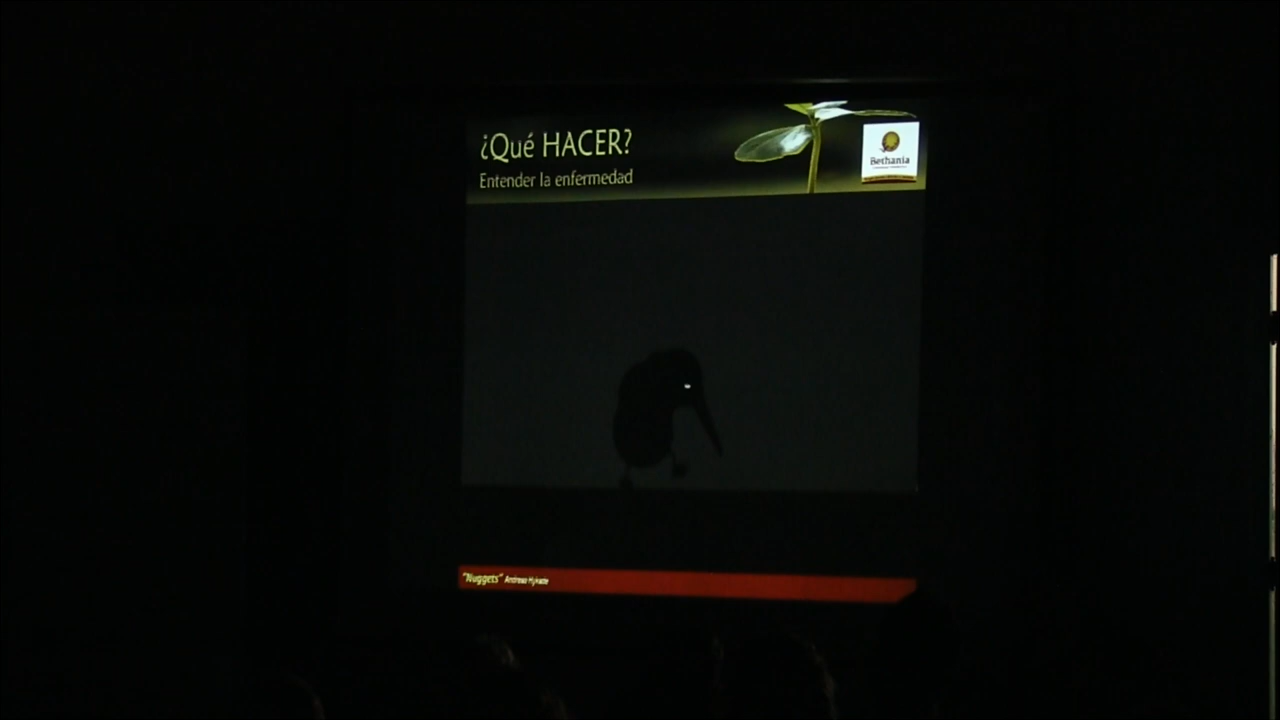 ¿Qué HACER?
Entender la enfermedad
Bethania
"Nuggets" Andreas Hykade